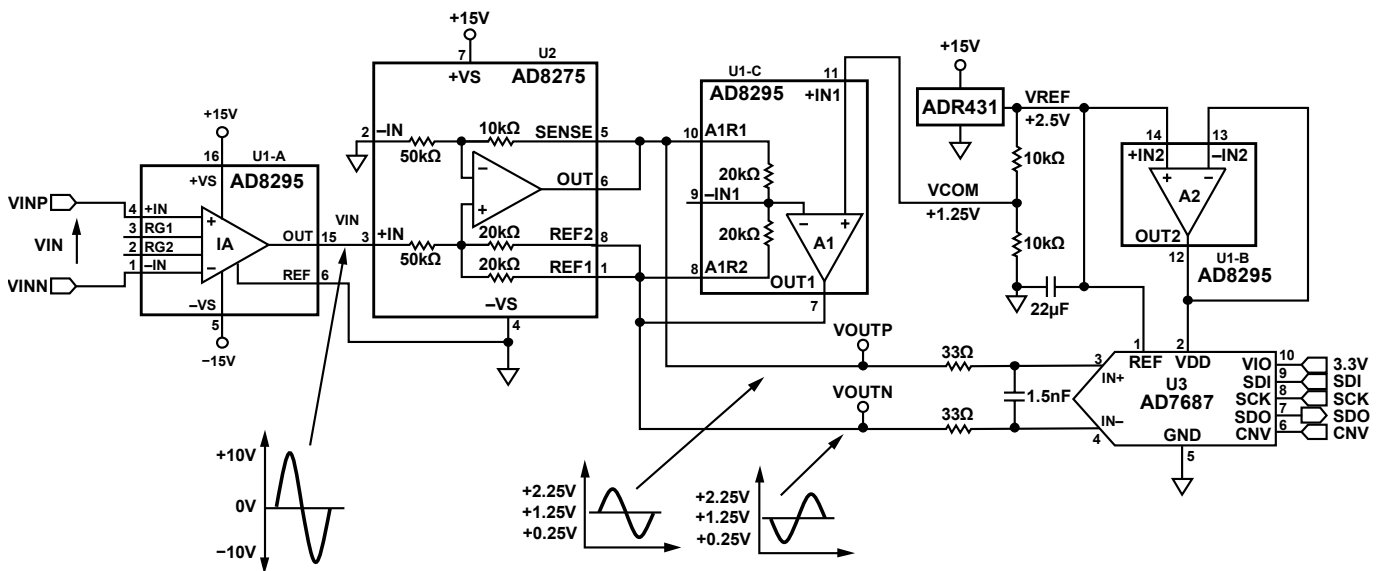 +15V
16
U1-A
AD8295
+VS
VINP
4
+IN
3
RG1
VIN
IA
2
RG2
VINN
1
–IN
OUT
15
REF
6
–VS
5
–15V
VIN
+15V
7
U2
+VS
AD8275
2
–IN
50kΩ
10kΩ
SENSE
5
OUT
6
3
+IN
50kΩ
20kΩ
REF2
8
20kΩ
REF1
1
–VS
4
U1-C
AD8295
11
+IN1
10
A1R1
20kΩ
9
–IN1
20kΩ
A1
8
A1R2
OUT1
7
+15V
ADR431
VREF
+2.5V
10kΩ
VCOM
+1.25V
10kΩ
22µF
14
13
+IN2
–IN2
A2
OUT2
12
U1-B
AD8295
VOUTP
33Ω
VOUTN
33Ω
1.5nF
1
2
REF
VDD
3
IN+
IN–
4
U3
AD7687
GND
5
VIO
10
3.3V
SDI
9
SDI
SCK
8
SCK
SDO
7
SDO
CNV
6
CNV
+10V
0V
–10V
+2.25V
+1.25V
+0.25V
+2.25V
+1.25V
+0.25V